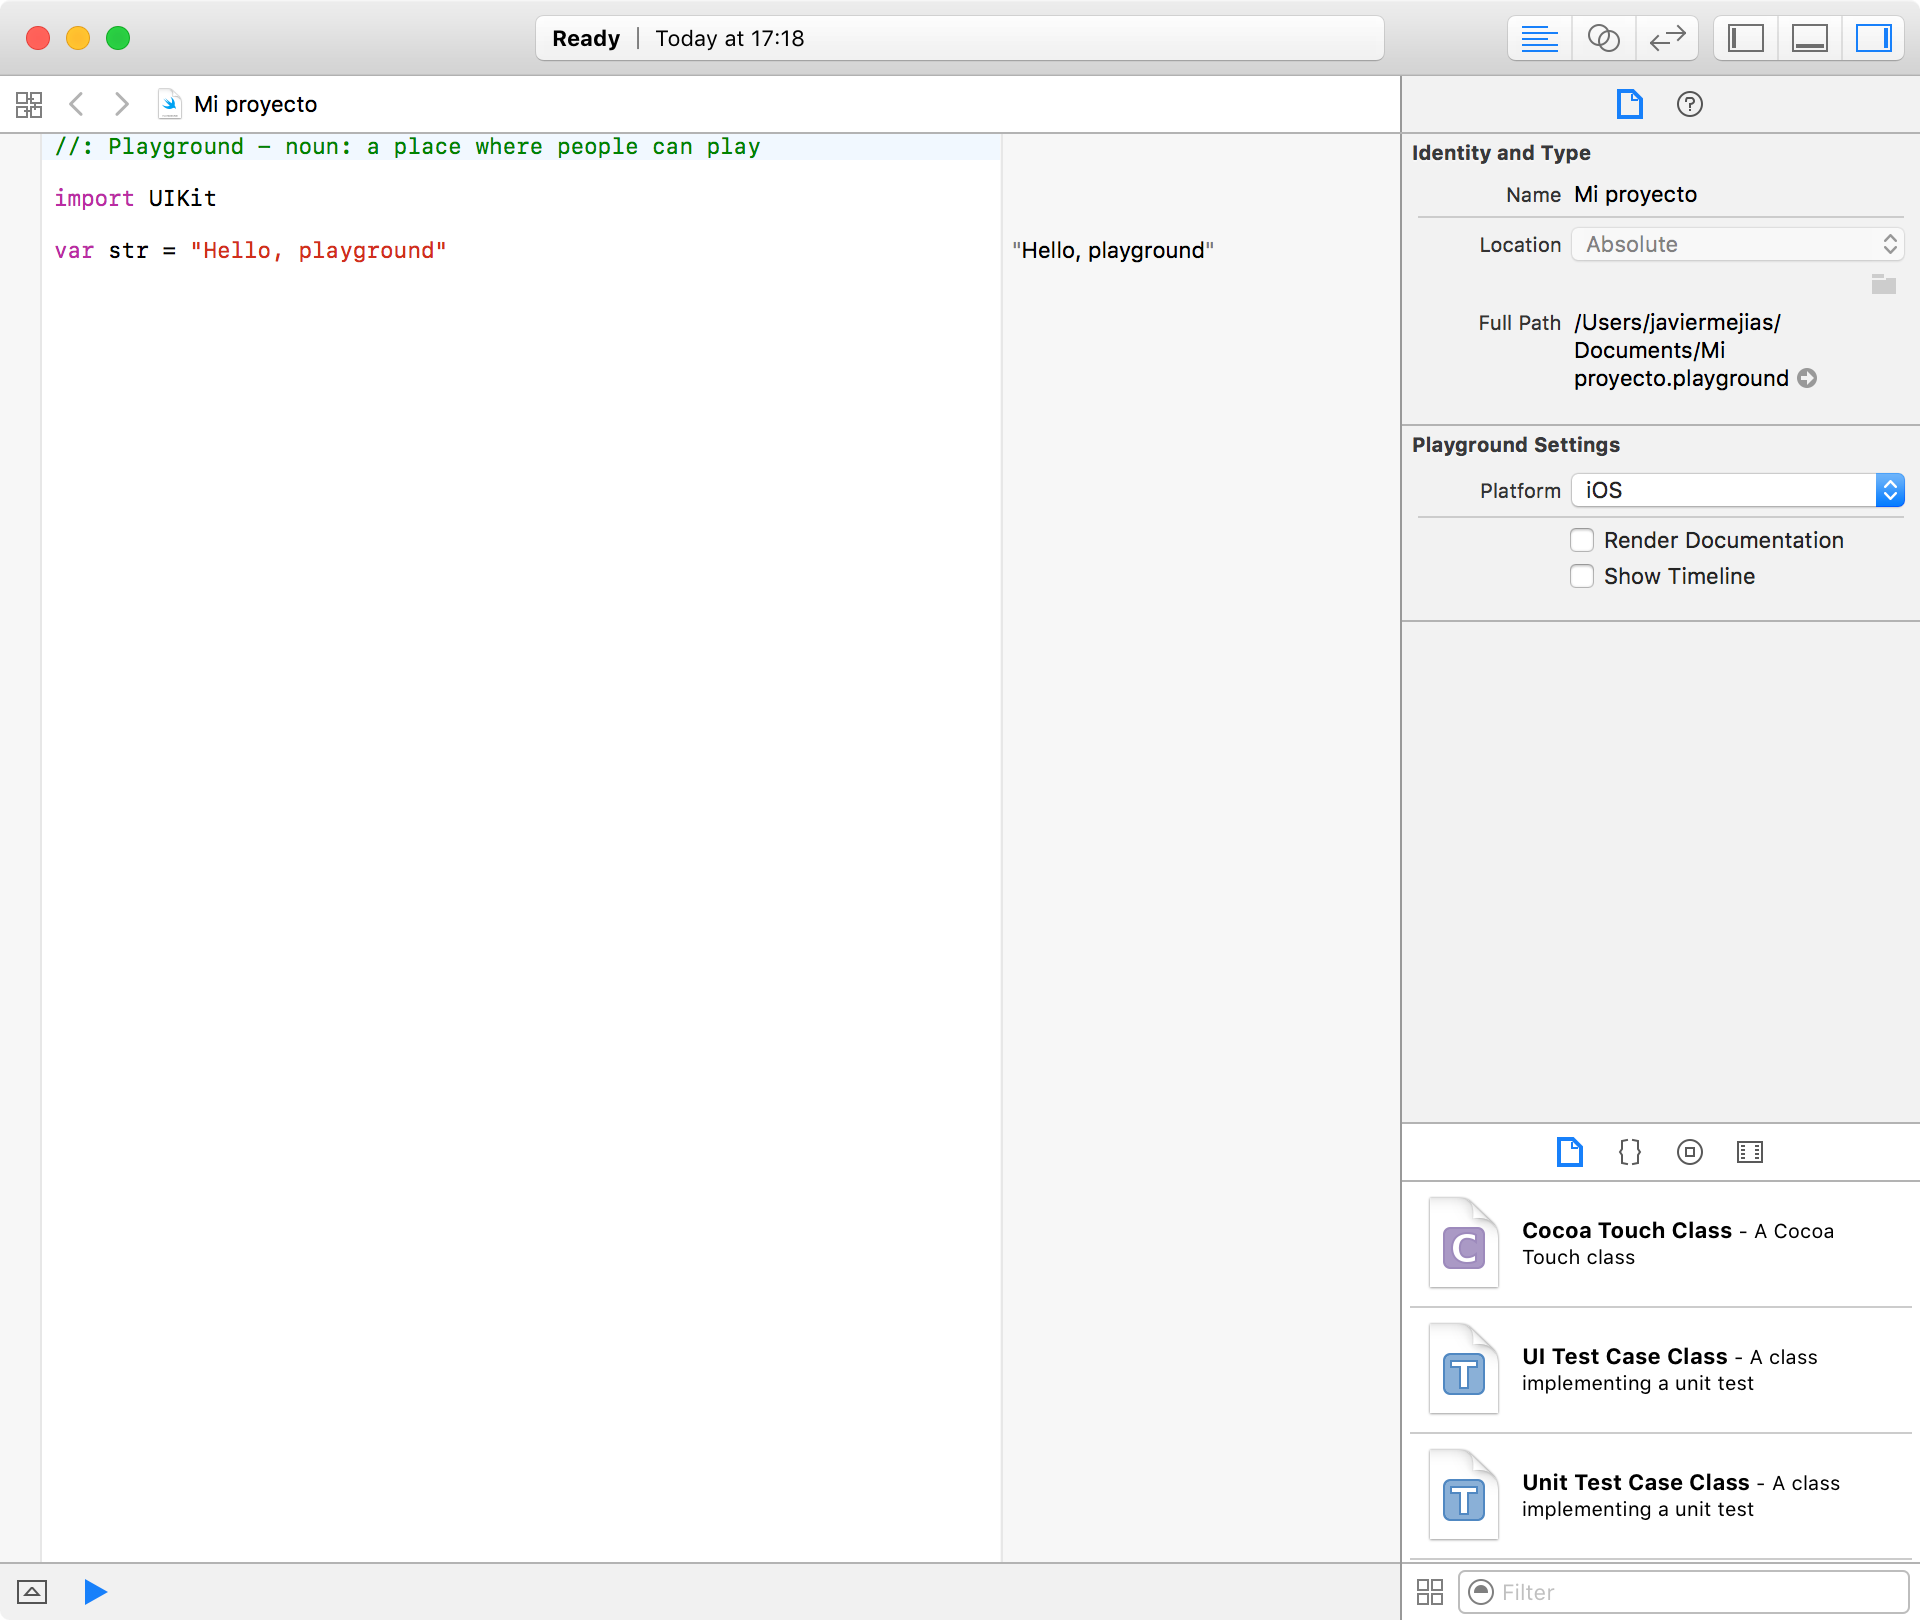 Ready | Today at 17:18
Mi proyecto
//: Playground - noun: a place where people can play
import UIKit
var str = "Hello, playground"
"Hello, playground"
Identity and Type
Name Mi proyecto
Location Absolute
Full Path /Users/javiermejias/
Documents/Mi
proyecto.playground
Playground Settings
Platform iOS
Render Documentation
Show Timeline
{}
C
Cocoa Touch Class - A Cocoa
Touch class
T
UI Test Case Class - A class
implementing a unit test
T
Unit Test Case Class - A class
implementing a unit test
Filter